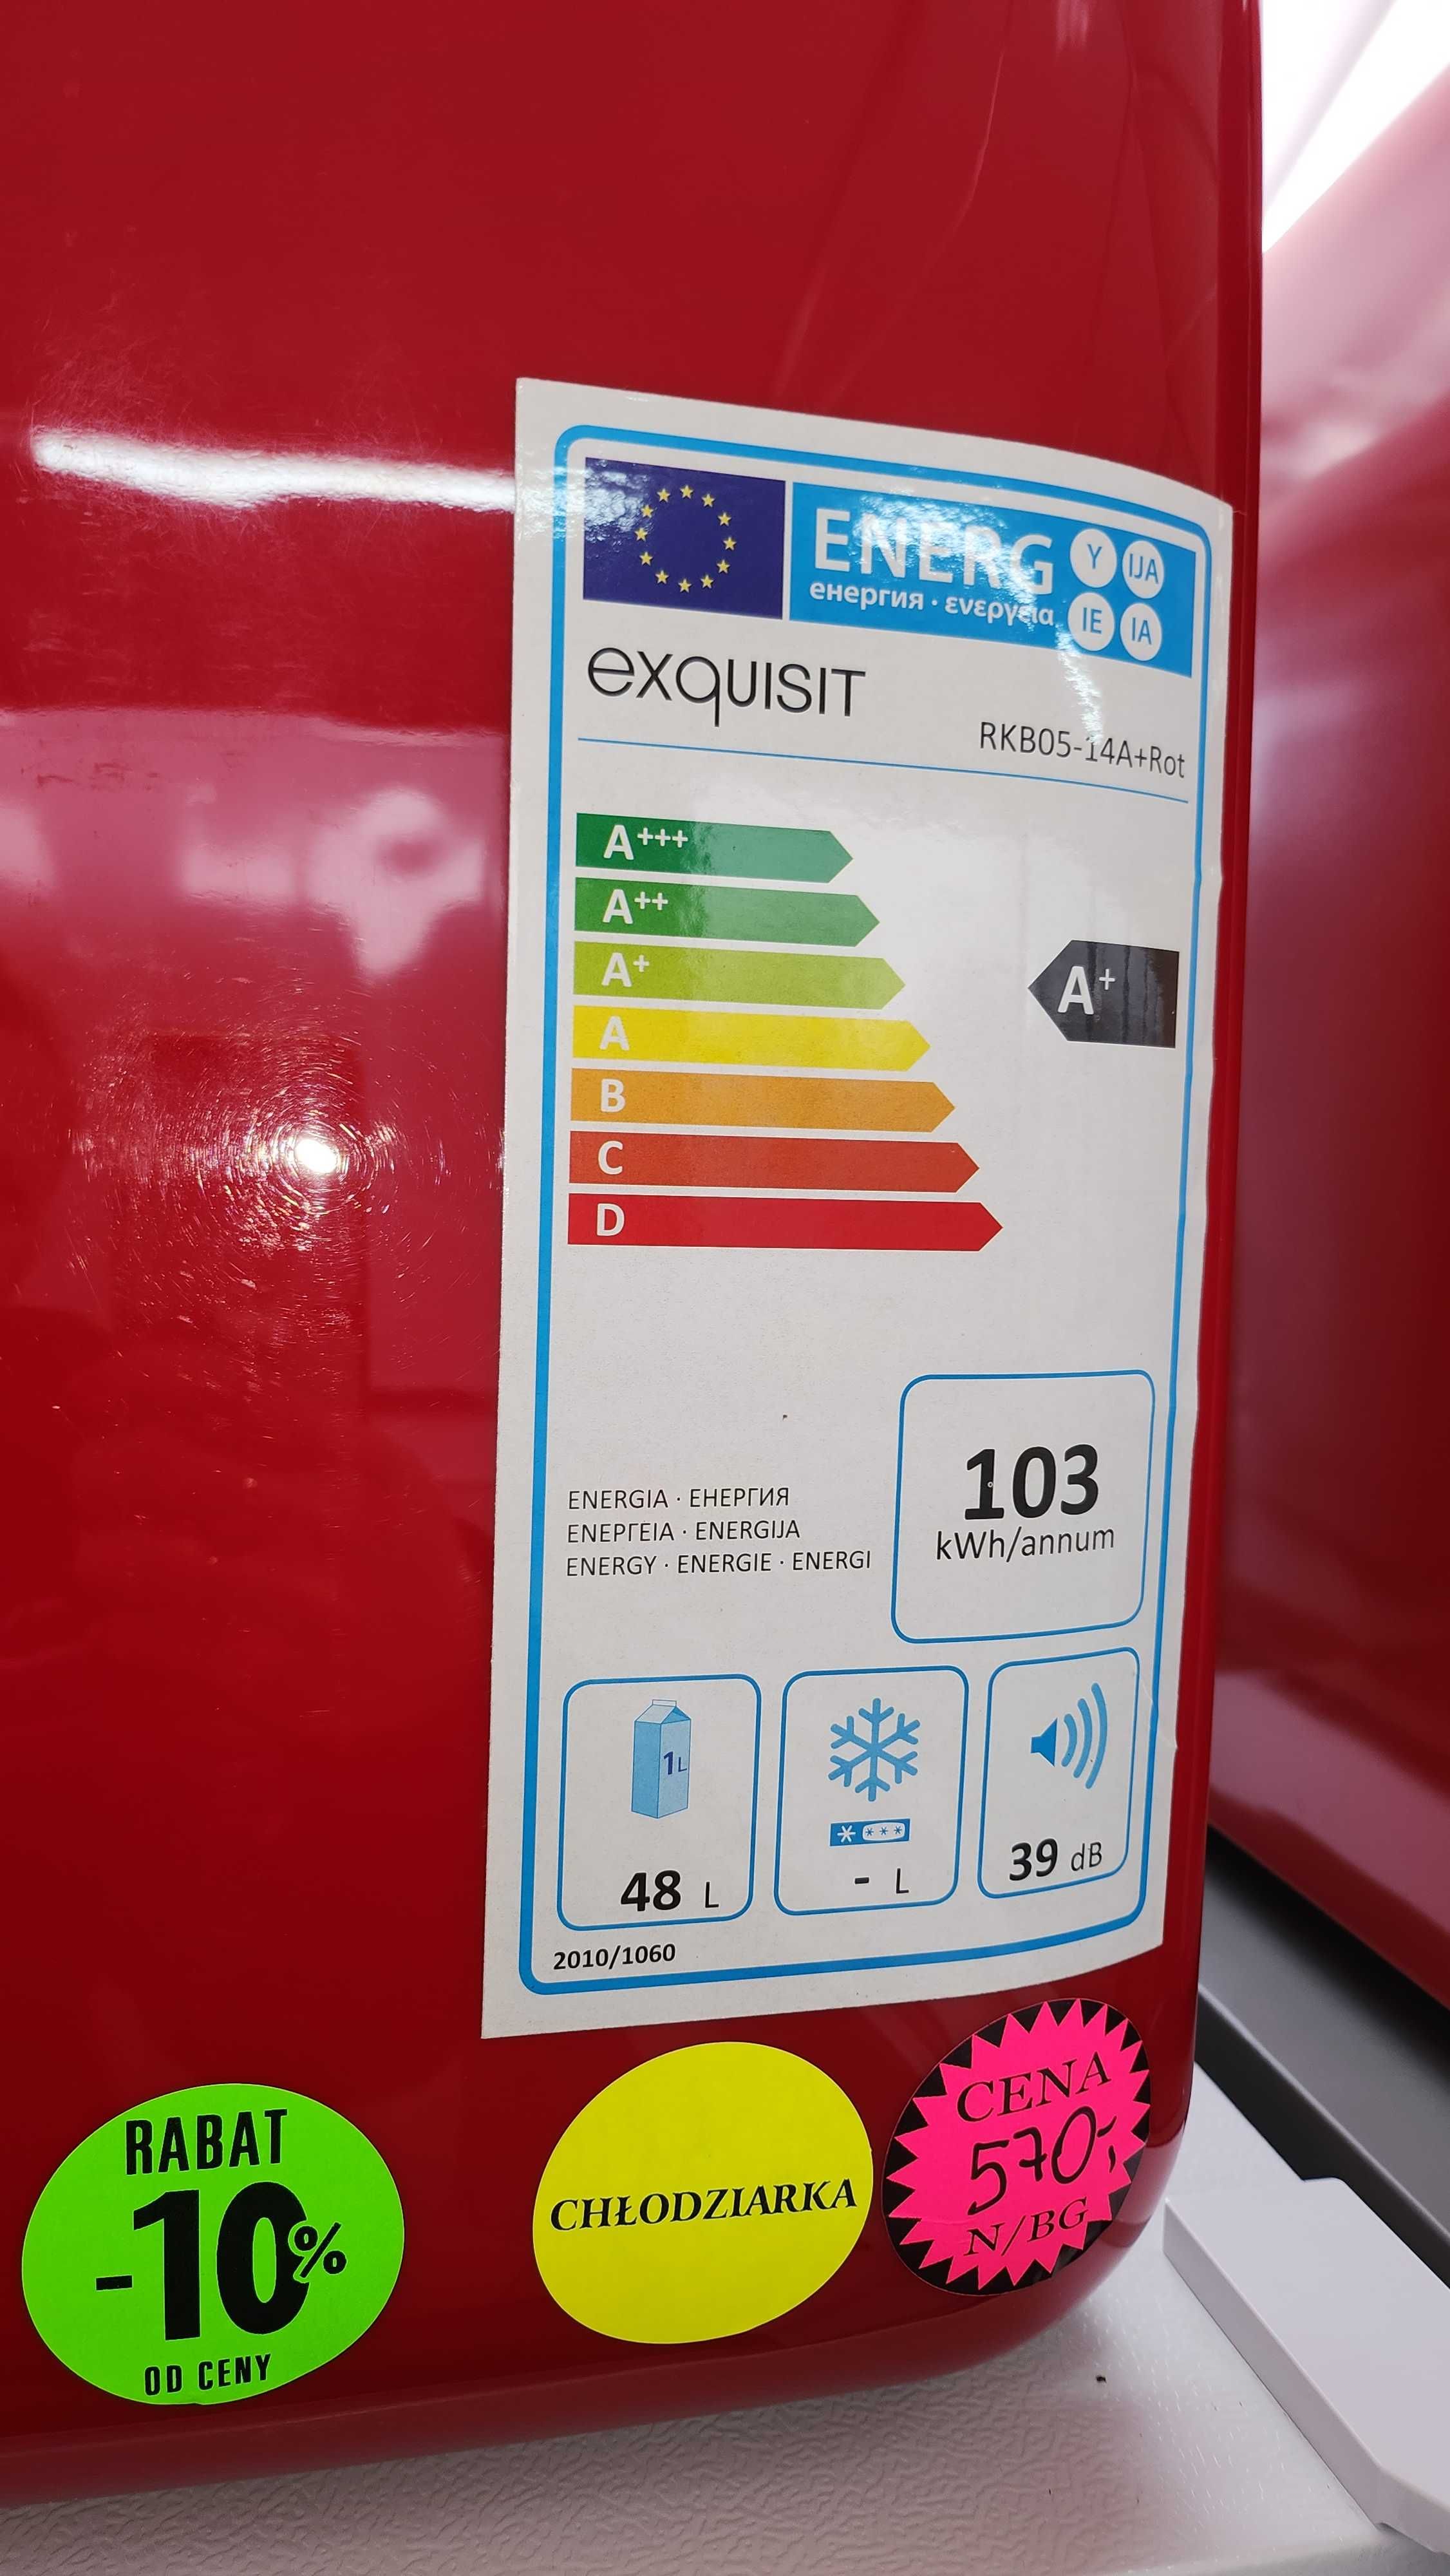 ENERG Y IJA
енергия · ενεργεια IE IA
exquisit
RKB05-14A+Rot
A+++
A++
A+
A+
A
B
C
D
103
kWh/annum
ENERGIA · ЕНЕРГИЯ
ΕΝΕΡΓΕΙΑ · ENERGIJA
ENERGY · ENERGIE · ENERGI
1L
48 L
- L
39 dB
2010/1060
RABAT
-10%
OD CENY
CHŁODZIARKA
CENA
570,-
N/BG